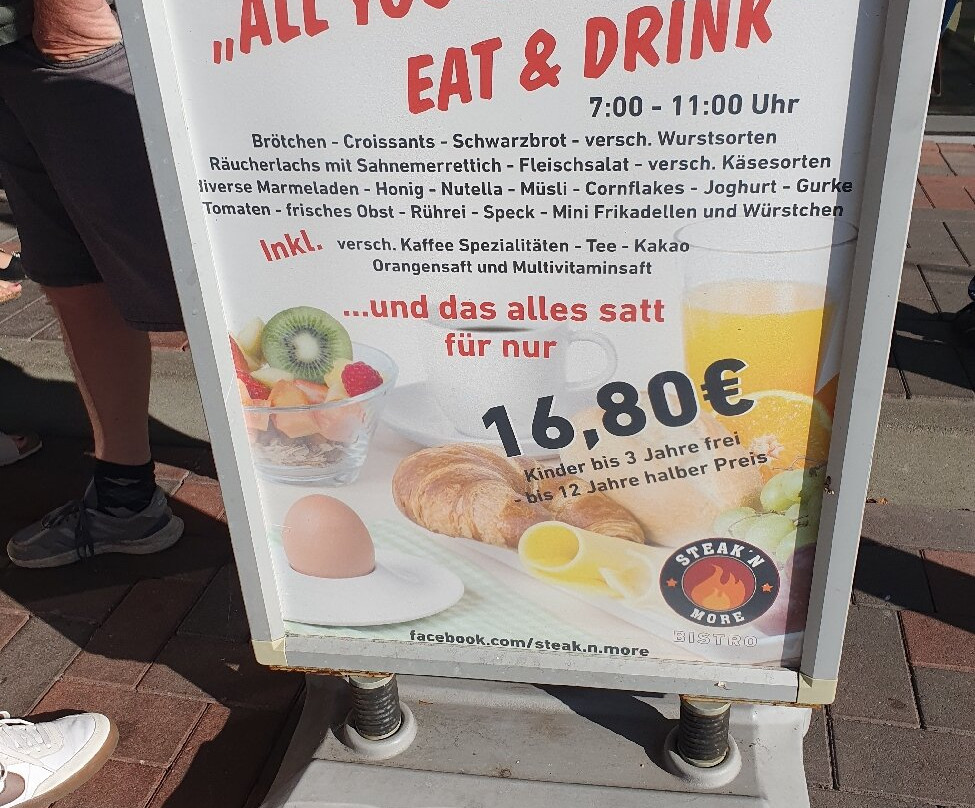 „ALL YOU
EAT & DRINK
7:00 - 11:00 Uhr
Brötchen - Croissants - Schwarzbrot - versch. Wurstsorten
Räucherlachs mit Sahnemerrettich - Fleischsalat - versch. Käsesorten
diverse Marmeladen - Honig - Nutella - Müsli - Cornflakes - Joghurt - Gurke
Tomaten - frisches Obst - Rührei - Speck - Mini Frikadellen und Würstchen
Inkl. versch. Kaffee Spezialitäten - Tee - Kakao
Orangensaft und Multivitaminsaft
...und das alles satt
für nur
16,80€
Kinder bis 3 Jahre frei
- bis 12 Jahre halber Preis
STEAK'N
MORE
BISTRO
facebook.com/steak.n.more